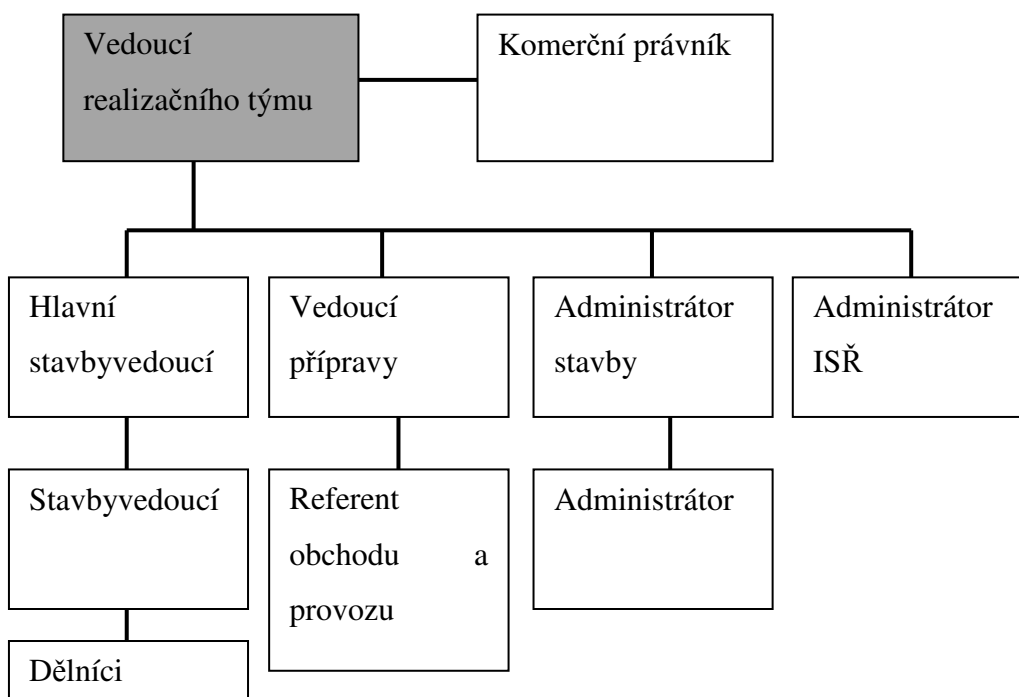 Vedoucí
realizačního týmu
Komerční právník
Hlavní
stavbyvedoucí
Vedoucí
přípravy
Administrátor
stavby
Administrátor
ISŘ
Stavbyvedoucí
Referent
obchodu a
provozu
Administrátor
Dělníci